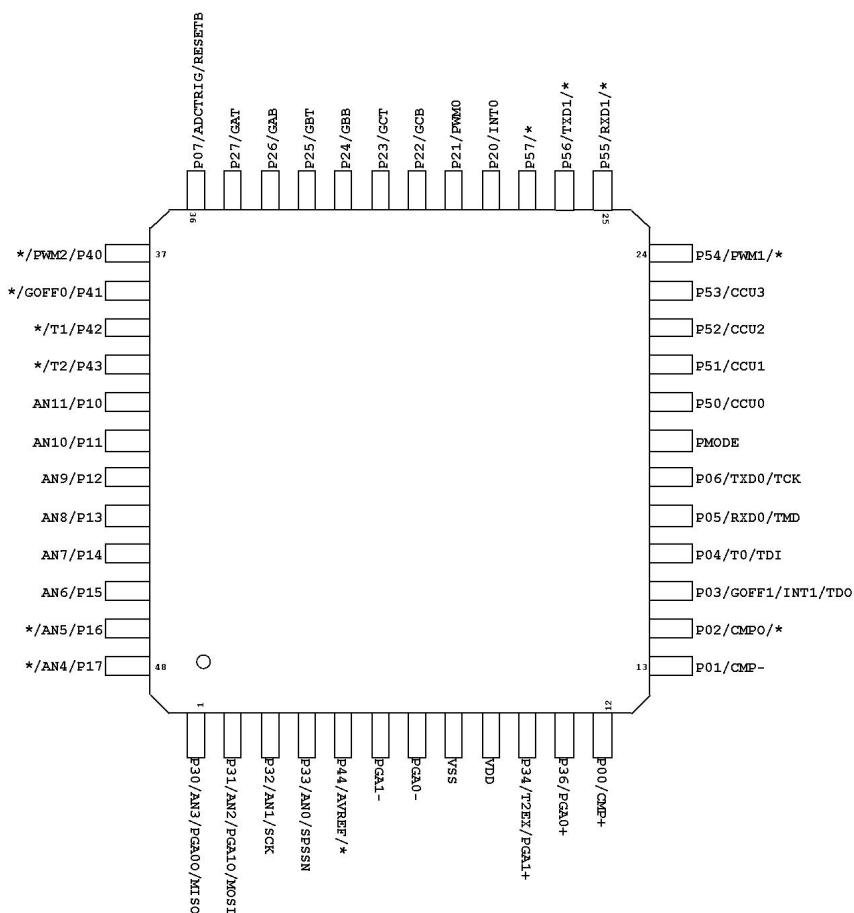 P07/ADCTRIG/RESETB
P27/GAT
P26/GAB
P25/GBT
P24/GBB
P23/GCT
P22/GCB
P21/PWM0
P20/INT0
P57/*
P56/TXD1/*
P55/RXD1/*
36
25
*/PWM2/P40
37
24
P54/PWM1/*
*/GOFF0/P41
P53/CCU3
*/T1/P42
P52/CCU2
*/T2/P43
P51/CCU1
AN11/P10
P50/CCU0
AN10/P11
PMODE
AN9/P12
P06/TXD0/TCK
AN8/P13
P05/RXD0/TMD
AN7/P14
P04/T0/TDI
AN6/P15
P03/GOFF1/INT1/TDO
*/AN5/P16
P02/CMPO/*
*/AN4/P17
48
13
P01/CMP-
1
12
P30/AN3/PGA0O/MISO
P31/AN2/PGA1O/MOSI
P32/AN1/SCK
P33/AN0/SPSSN
P44/AVREF/*
PGA1-
PGA0-
VSS
VDD
P34/T2EX/PGA1+
P36/PGA0+
P00/CMP+